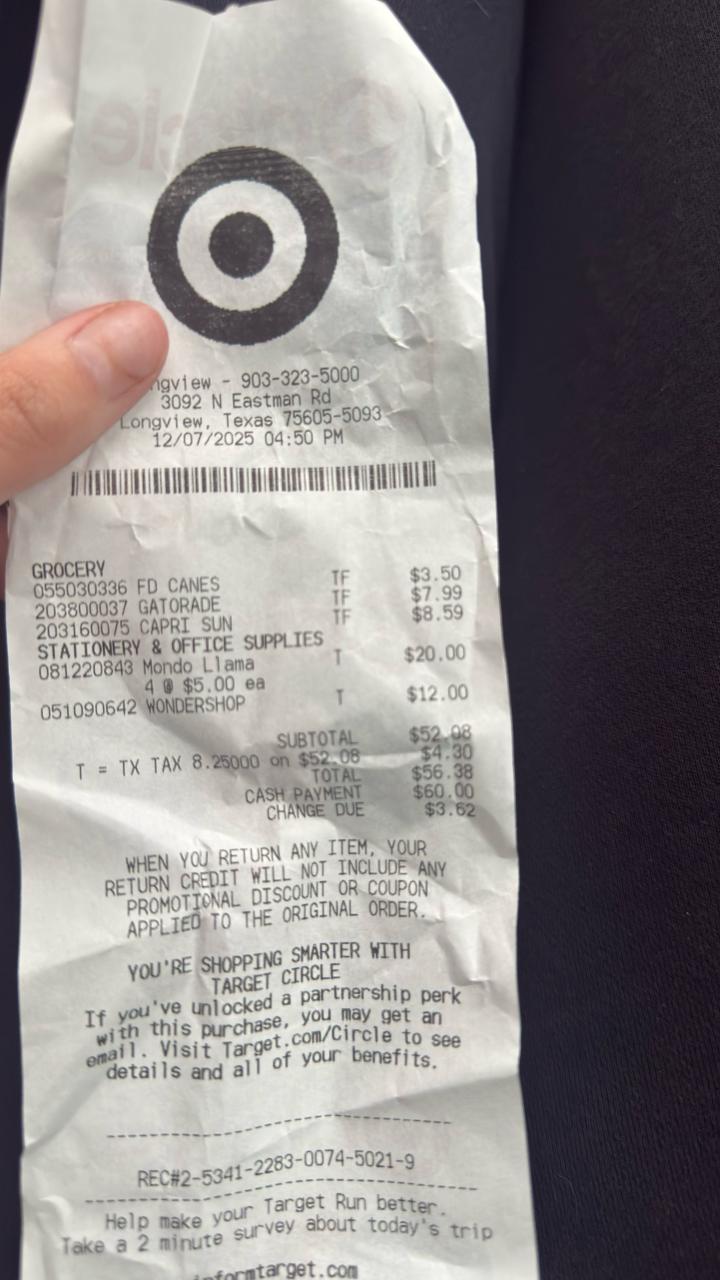 ngview - 903-323-5000
3092 N Eastman Rd
Longview, Texas 75605-5093
12/07/2025 04:50 PM
GROCERY
055030336 FD CANES TF $3.50
203800037 GATORADE TF $7.99
203160075 CAPRI SUN TF $8.59
STATIONERY & OFFICE SUPPLIES
081220843 Mondo Llama T $20.00
4 @ $5.00 ea
051090642 WONDERSHOP T $12.00
SUBTOTAL $52.08
T = TX TAX 8.25000 on $52.08 $4.30
TOTAL $56.38
CASH PAYMENT $60.00
CHANGE DUE $3.62
WHEN YOU RETURN ANY ITEM, YOUR
RETURN CREDIT WILL NOT INCLUDE ANY
PROMOTIONAL DISCOUNT OR COUPON
APPLIED TO THE ORIGINAL ORDER.
YOU'RE SHOPPING SMARTER WITH
TARGET CIRCLE
If you've unlocked a partnership perk
with this purchase, you may get an
email. Visit Target.com/Circle to see
details and all of your benefits.
REC#2-5341-2283-0074-5021-9
Help make your Target Run better.
Take a 2 minute survey about today's trip
informtarget.com